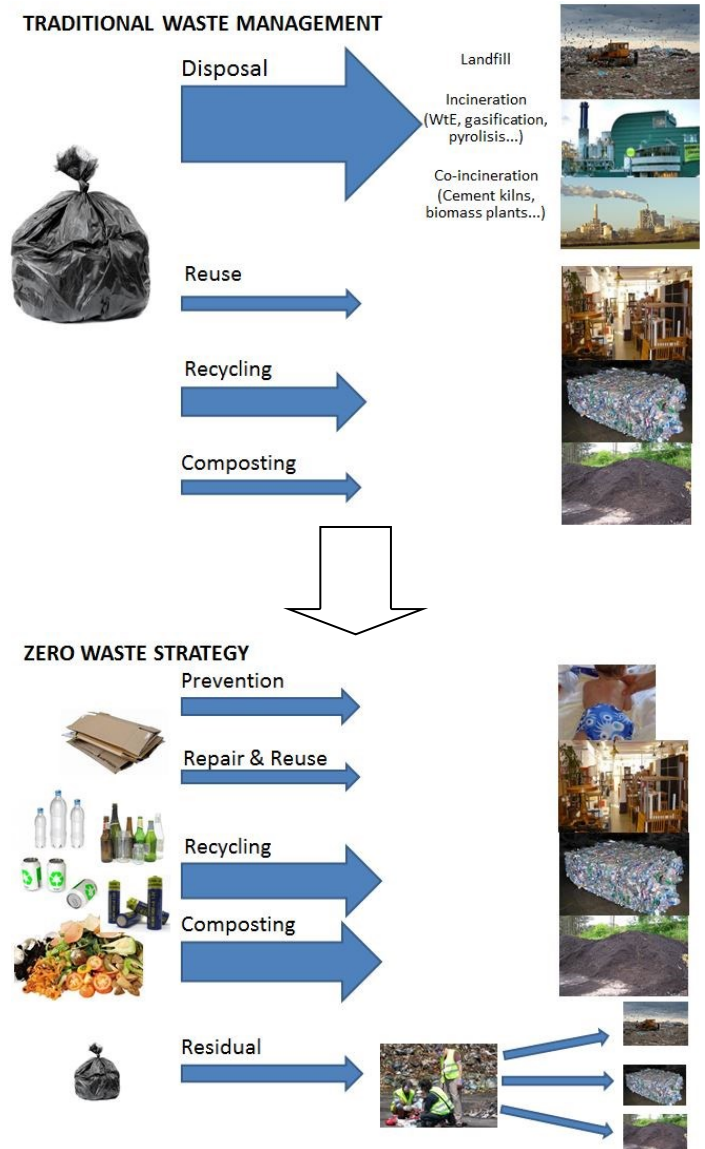 TRADITIONAL WASTE MANAGEMENT
Disposal
Landfill
Incineration
(WtE, gasification,
pyrolisis...)
Co-incineration
(Cement kilns,
biomass plants...)
Reuse
Recycling
Composting
ZERO WASTE STRATEGY
Prevention
Repair & Reuse
Recycling
Composting
Residual